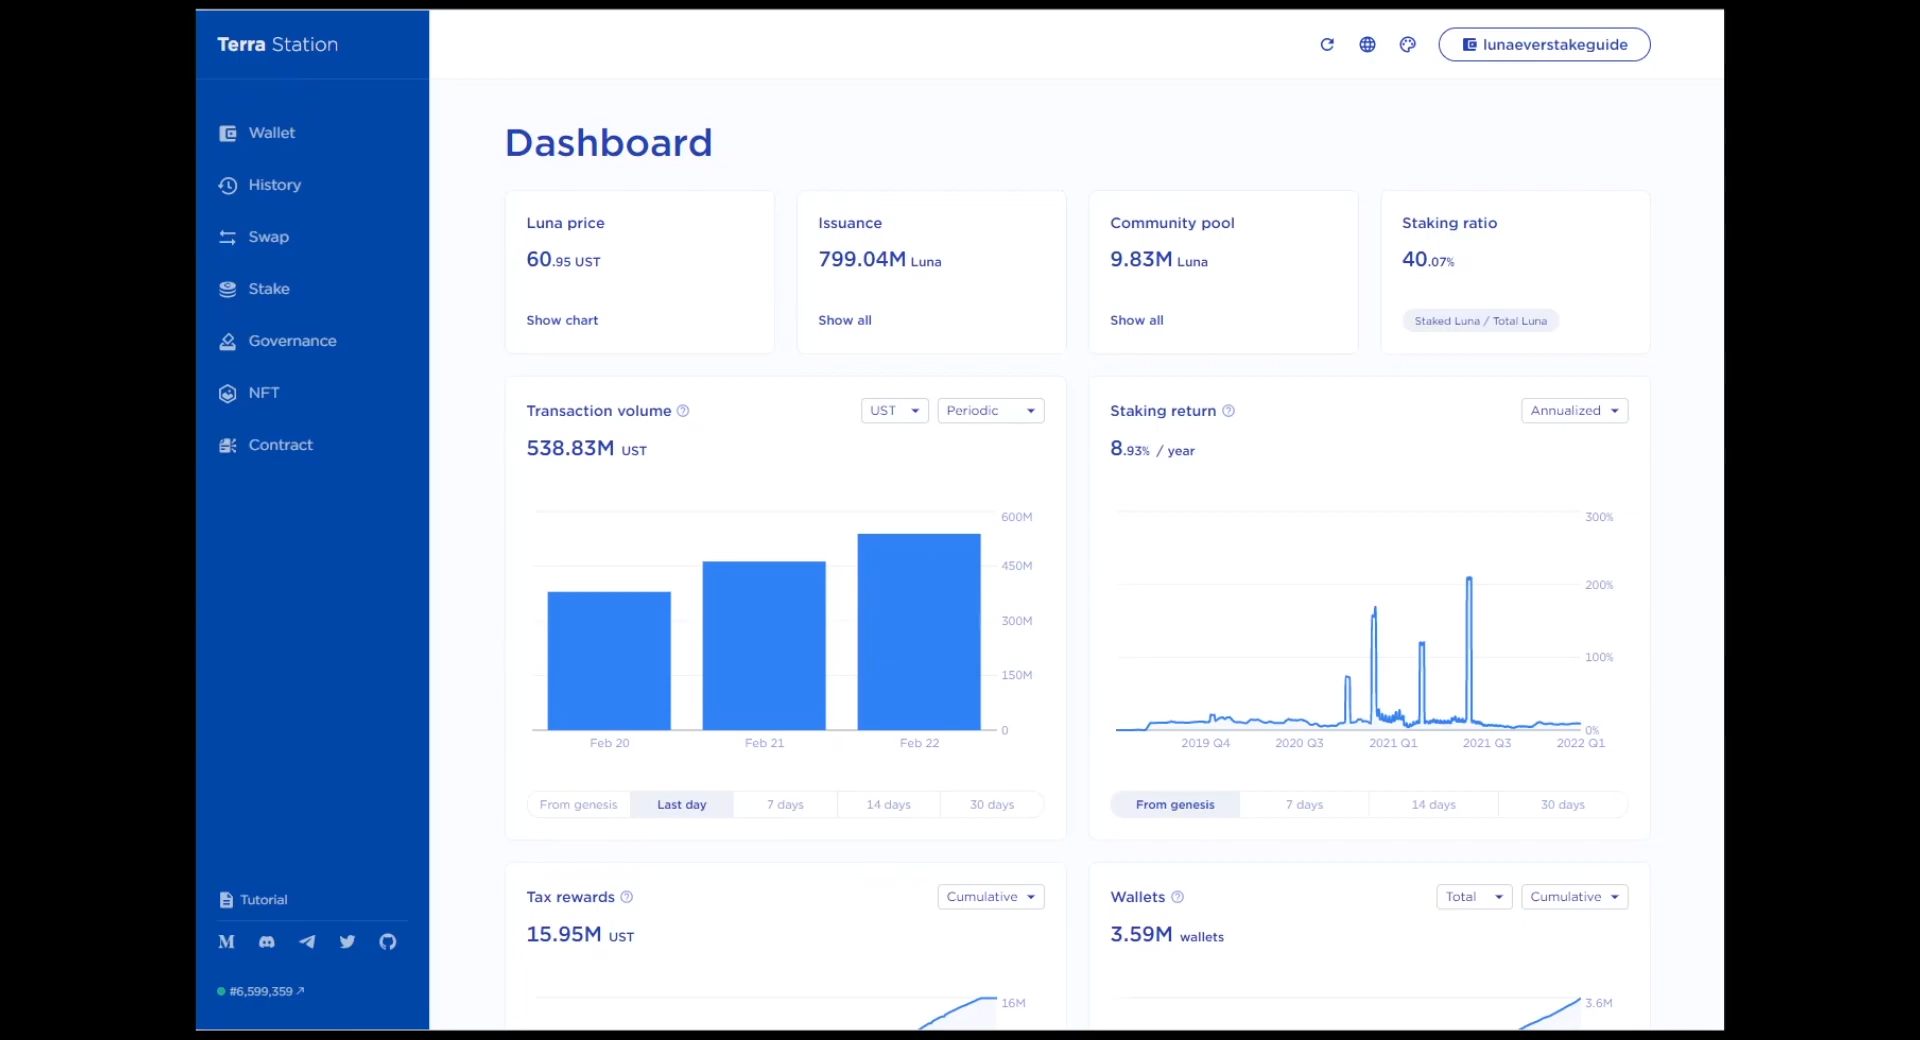 Terra Station
lunaeverstakeguide
Wallet
History
Swap
Stake
Governance
NFT
Contract
Tutorial
#6,599,359
Dashboard
Luna price
60.95 UST
Show chart
Issuance
799.04M Luna
Show all
Community pool
9.83M Luna
Show all
Staking ratio
40.07%
Staked Luna / Total Luna
Transaction volume
UST
Periodic
538.83M UST
600M
450M
300M
150M
0
Feb 20
Feb 21
Feb 22
From genesis
Last day
7 days
14 days
30 days
Staking return
Annualized
8.93% / year
300%
200%
100%
0%
2019 Q4
2020 Q3
2021 Q1
2021 Q3
2022 Q1
From genesis
7 days
14 days
30 days
Tax rewards
Cumulative
15.95M UST
16M
Wallets
Total
Cumulative
3.59M wallets
3.6M